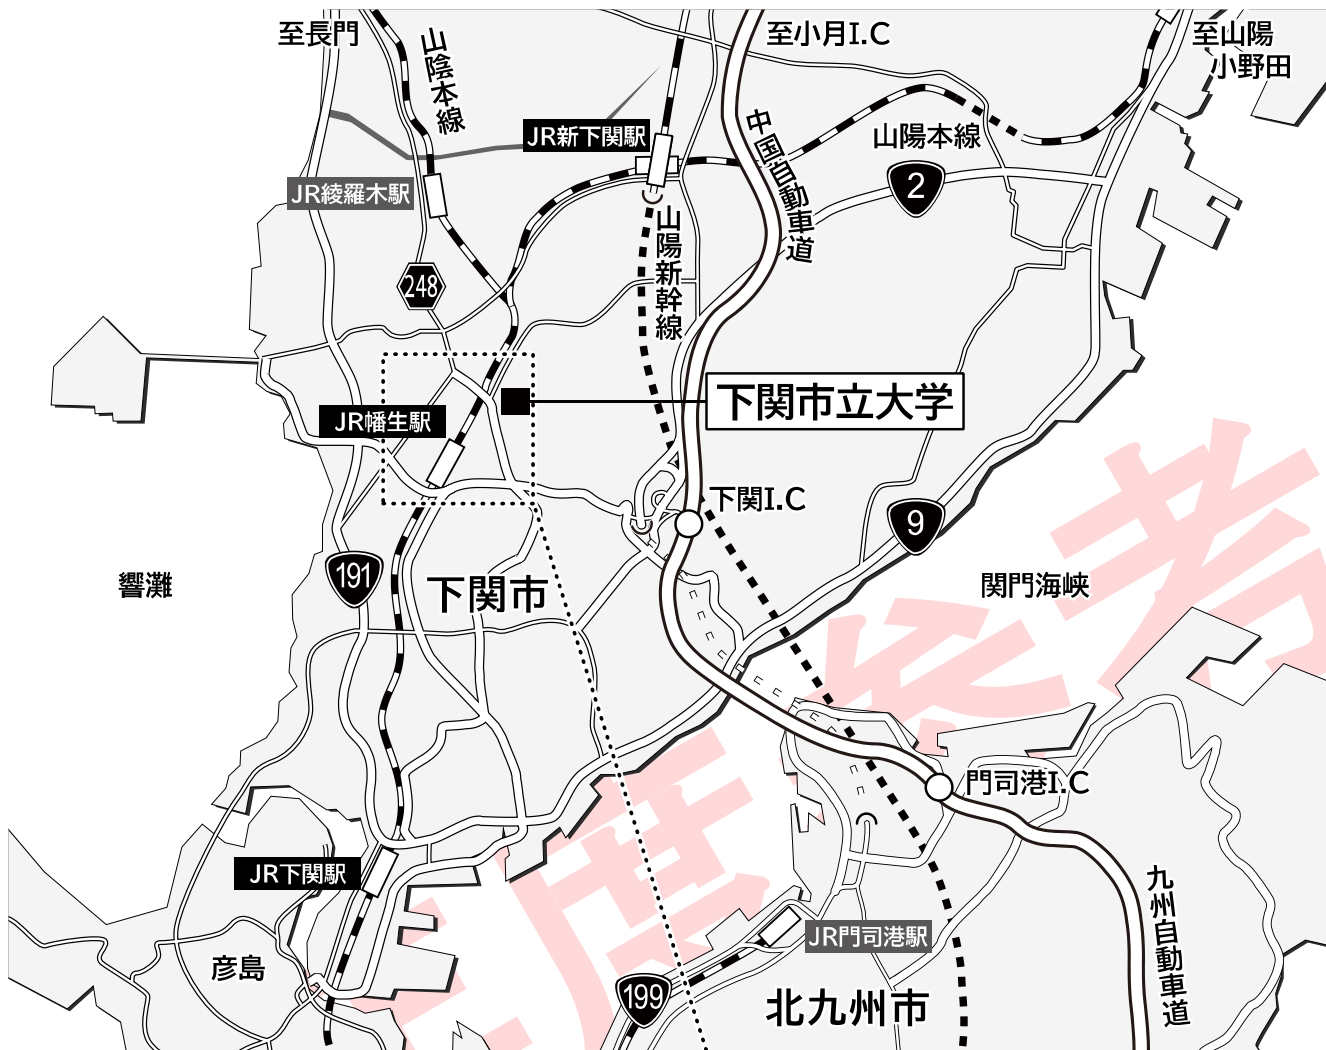 至長門
山陰本線
至小月I.C
至山陽
小野田
JR新下関駅
中国自動車道
山陽本線
2
JR綾羅木駅
山陽新幹線
248
下関市立大学
JR幡生駅
下関I.C
9
191
下関市
響灘
関門海峡
参考
門司港I.C
JR下関駅
九州自動車道
JR門司港駅
彦島
199
北九州市